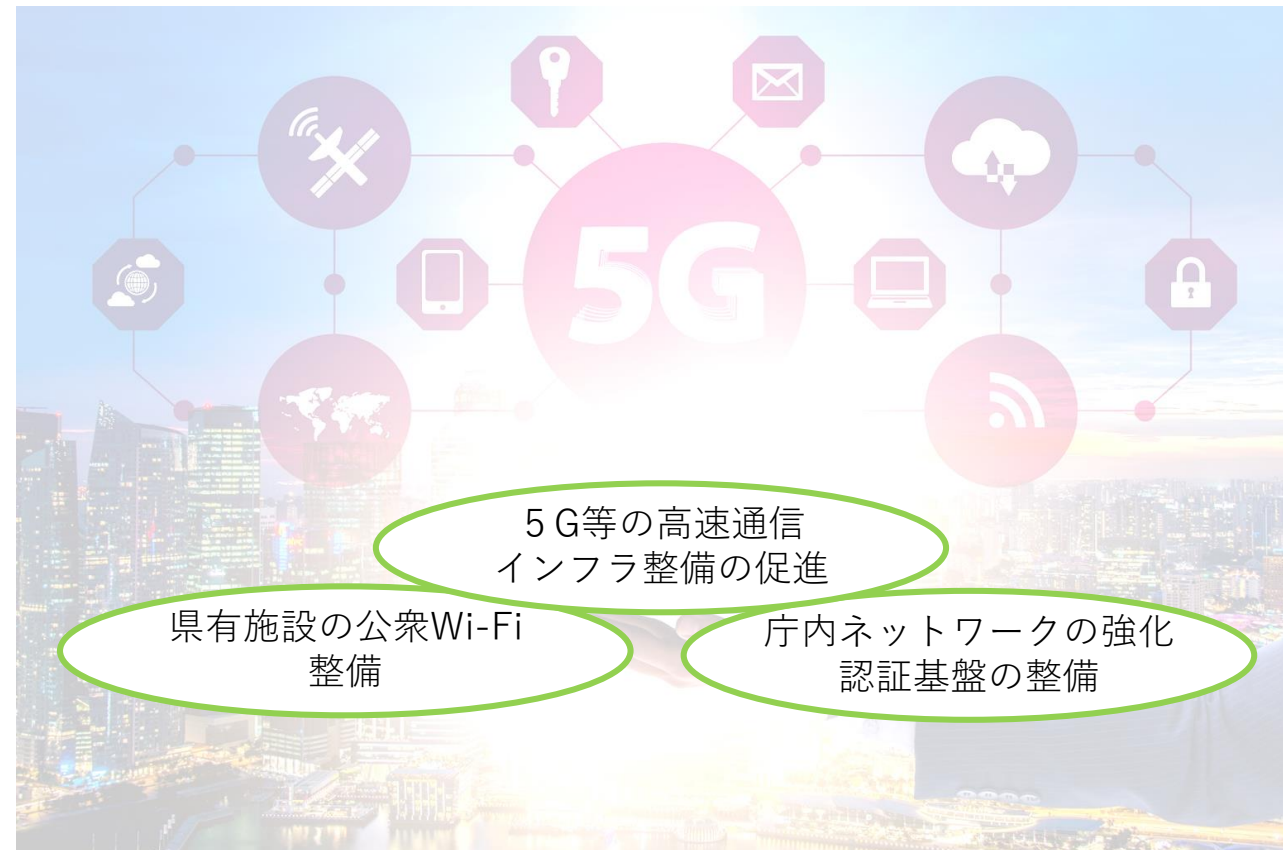 5G
５G等の高速通信
インフラ整備の促進
県有施設の公衆Wi-Fi
整備
庁内ネットワークの強化
認証基盤の整備